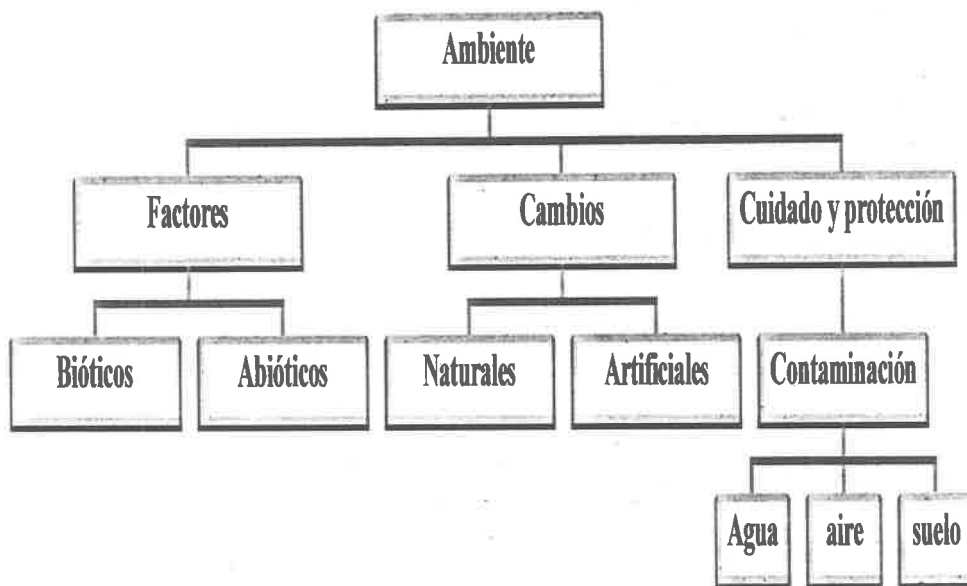 Ambiente
Factores
Cambios
Cuidado y protección
Bióticos
Abióticos
Naturales
Artificiales
Contaminación
Agua
aire
suelo